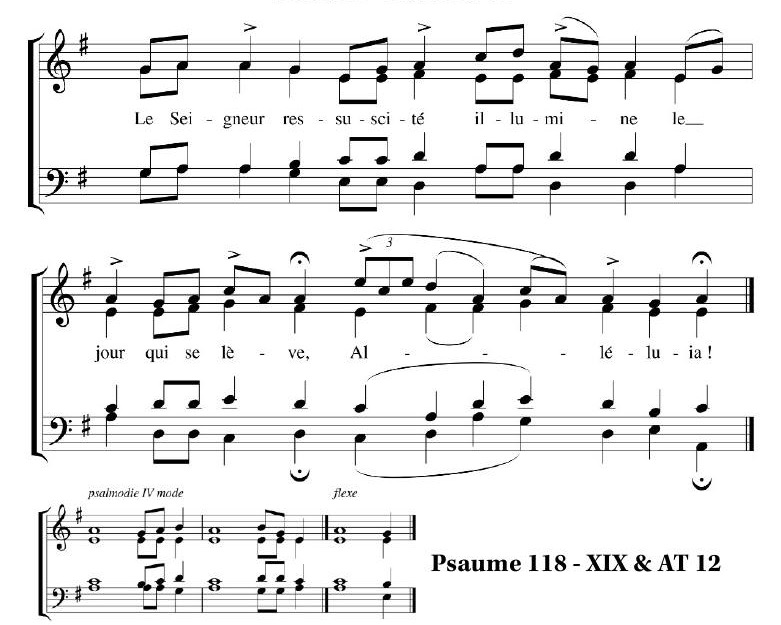 Le Sei - gneur res - su - sci - té il - lu - mi - ne le
3
jour qui se lè - ve, Al - - - lé - lu - ia !
psalmodie IV mode flexe
Psaume 118 - XIX & AT 12